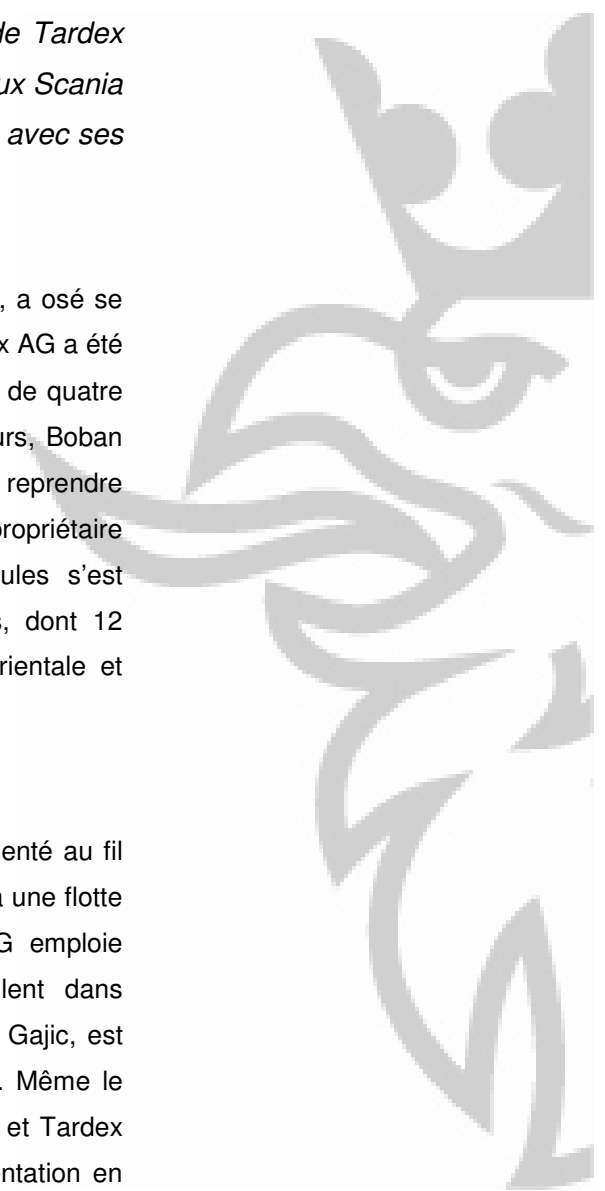 de Tardex
ux Scania
avec ses
, a osé se
x AG a été
de quatre
urs, Boban
reprendre
propriétaire
ules s'est
s, dont 12
rientale et
enté au fil
à une flotte
G emploie
lent dans
Gajic, est
. Même le
et Tardex
entation en